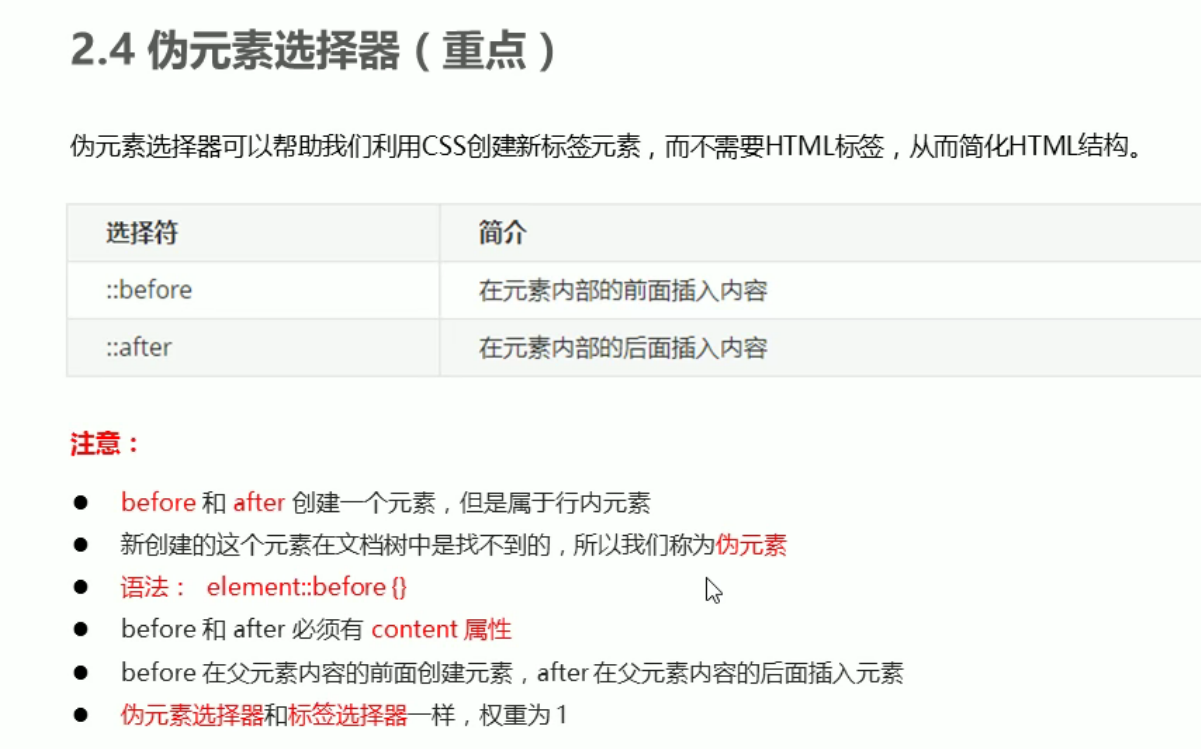 2.4 伪元素选择器（重点）
伪元素选择器可以帮助我们利用CSS创建新标签元素，而不需要HTML标签，从而简化HTML结构。
选择符 简介
::before 在元素内部的前面插入内容
::after 在元素内部的后面插入内容
注意：
● before 和 after 创建一个元素，但是属于行内元素
● 新创建的这个元素在文档树中是找不到的，所以我们称为伪元素
● 语法： element::before {}
● before 和 after 必须有 content 属性
● before 在父元素内容的前面创建元素，after 在父元素内容的后面插入元素
● 伪元素选择器和标签选择器一样，权重为 1